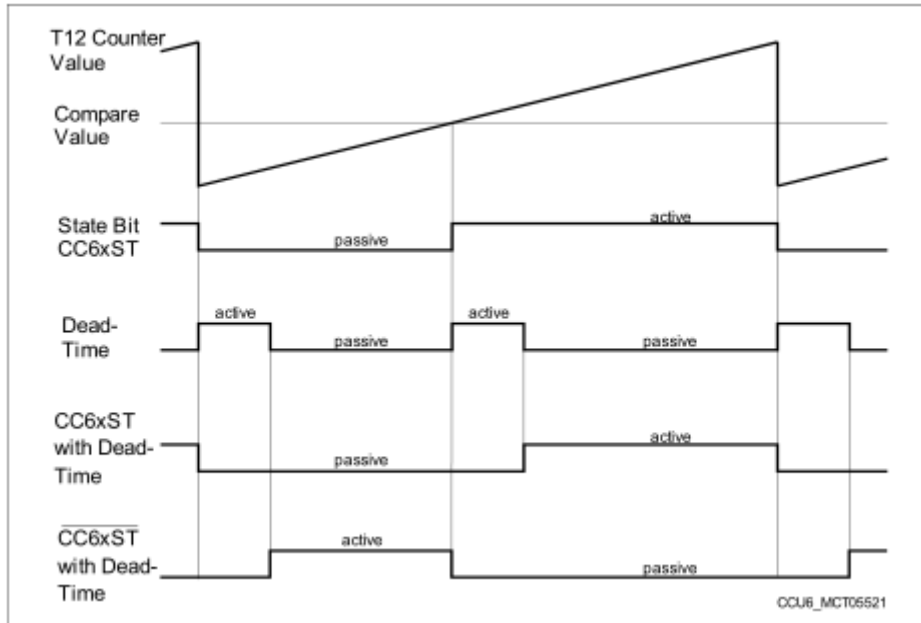 T12 Counter
Value
Compare
Value
State Bit
CC6xST
passive
active
Dead-
Time
active
passive
active
passive
CC6xST
with Dead-
Time
passive
active
CC6xST
with Dead-
Time
active
passive
CCU6_MCT05521